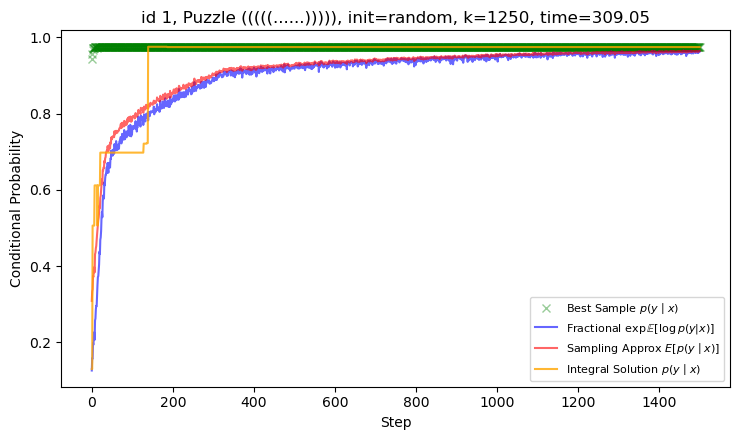 id 1, Puzzle (((((......))))), init=random, k=1250, time=309.05
Conditional Probability
1.0
0.8
0.6
0.4
0.2
0
200
400
600
800
1000
1200
1400
Step
Best Sample p(y | x)
Fractional exp𝔼[log p(y|x)]
Sampling Approx E[p(y | x)]
Integral Solution p(y | x)